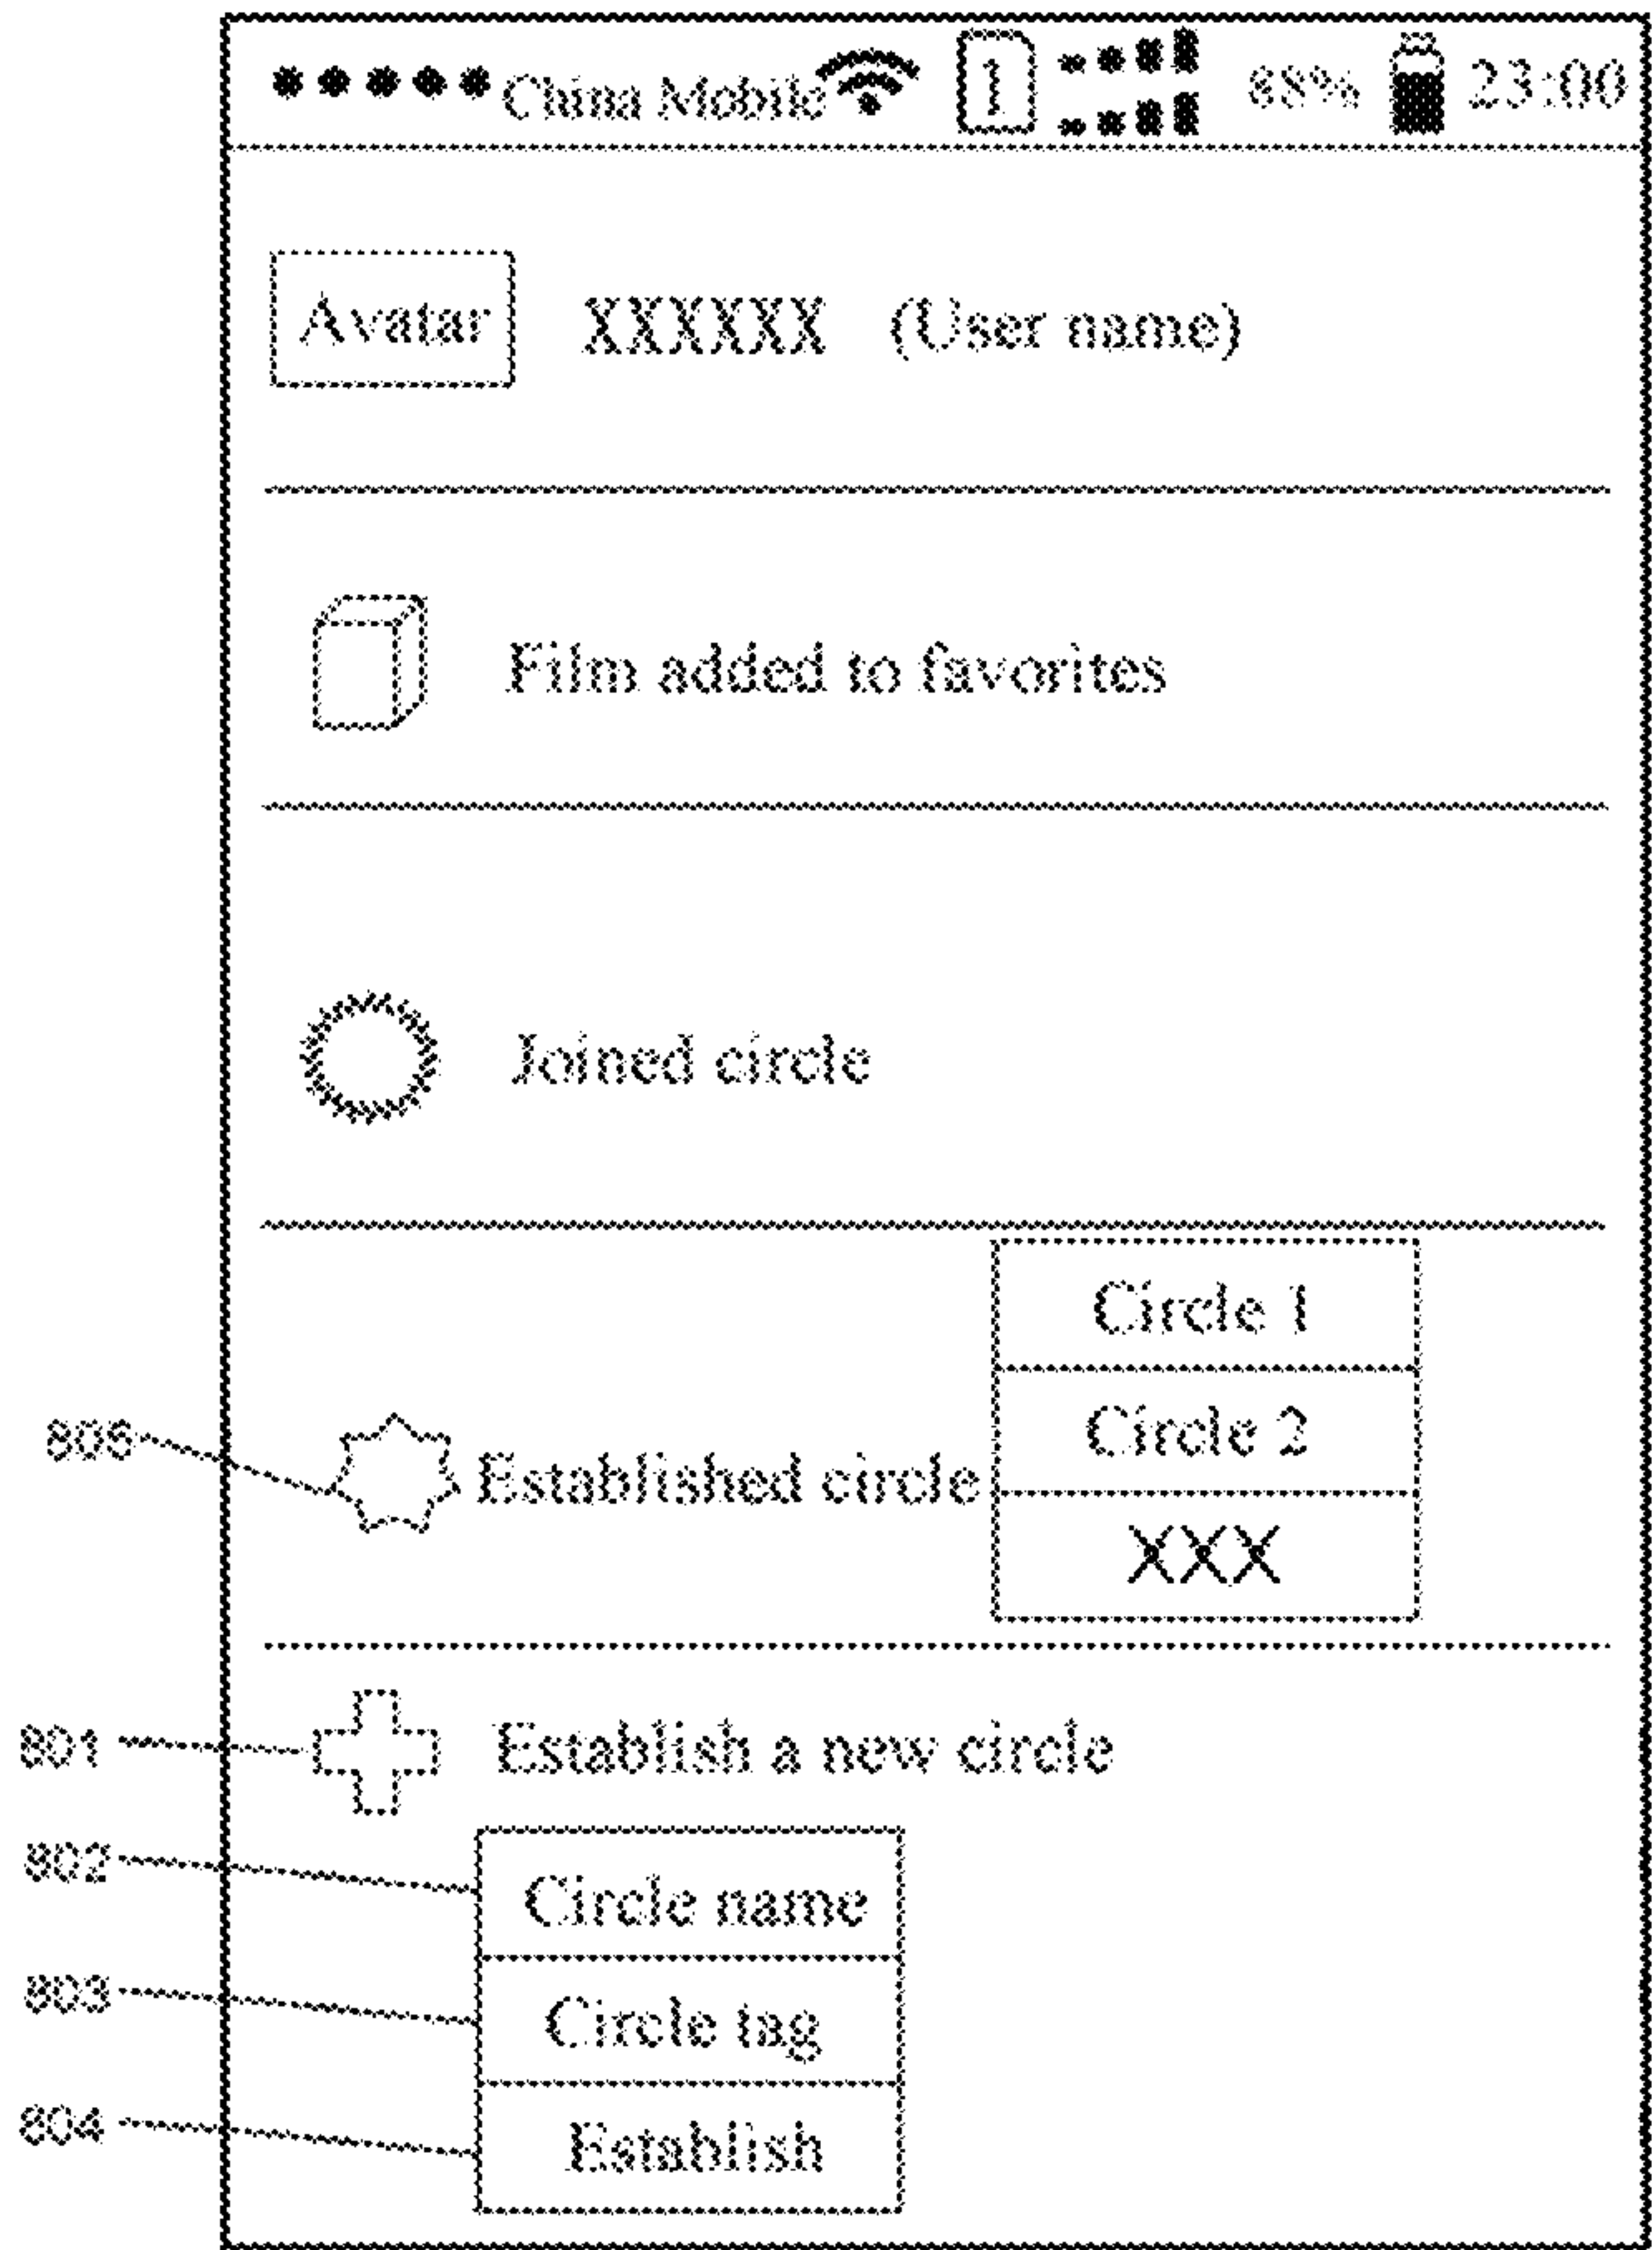 China Mobile 1 68% 23:00
Avatar XXXXXX (User name)
Film added to favorites
Joined circle
Established circle
Circle 1
Circle 2
XXX
801 Establish a new circle
802 Circle name
803 Circle tag
804 Establish